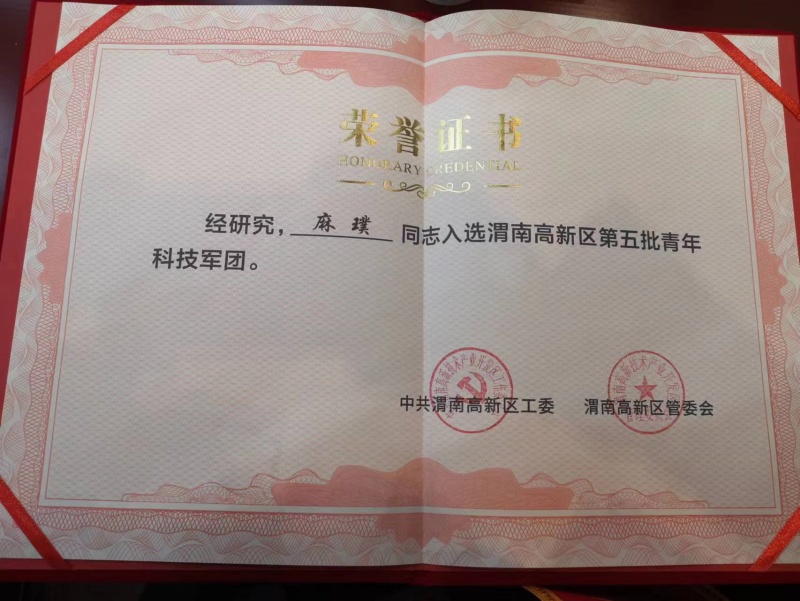 荣誉证书
HONORARY CREDENTIAL
经研究，麻璞同志入选渭南高新区第五批青年
科技军团。
中共渭南高新区工委 渭南高新区管委会